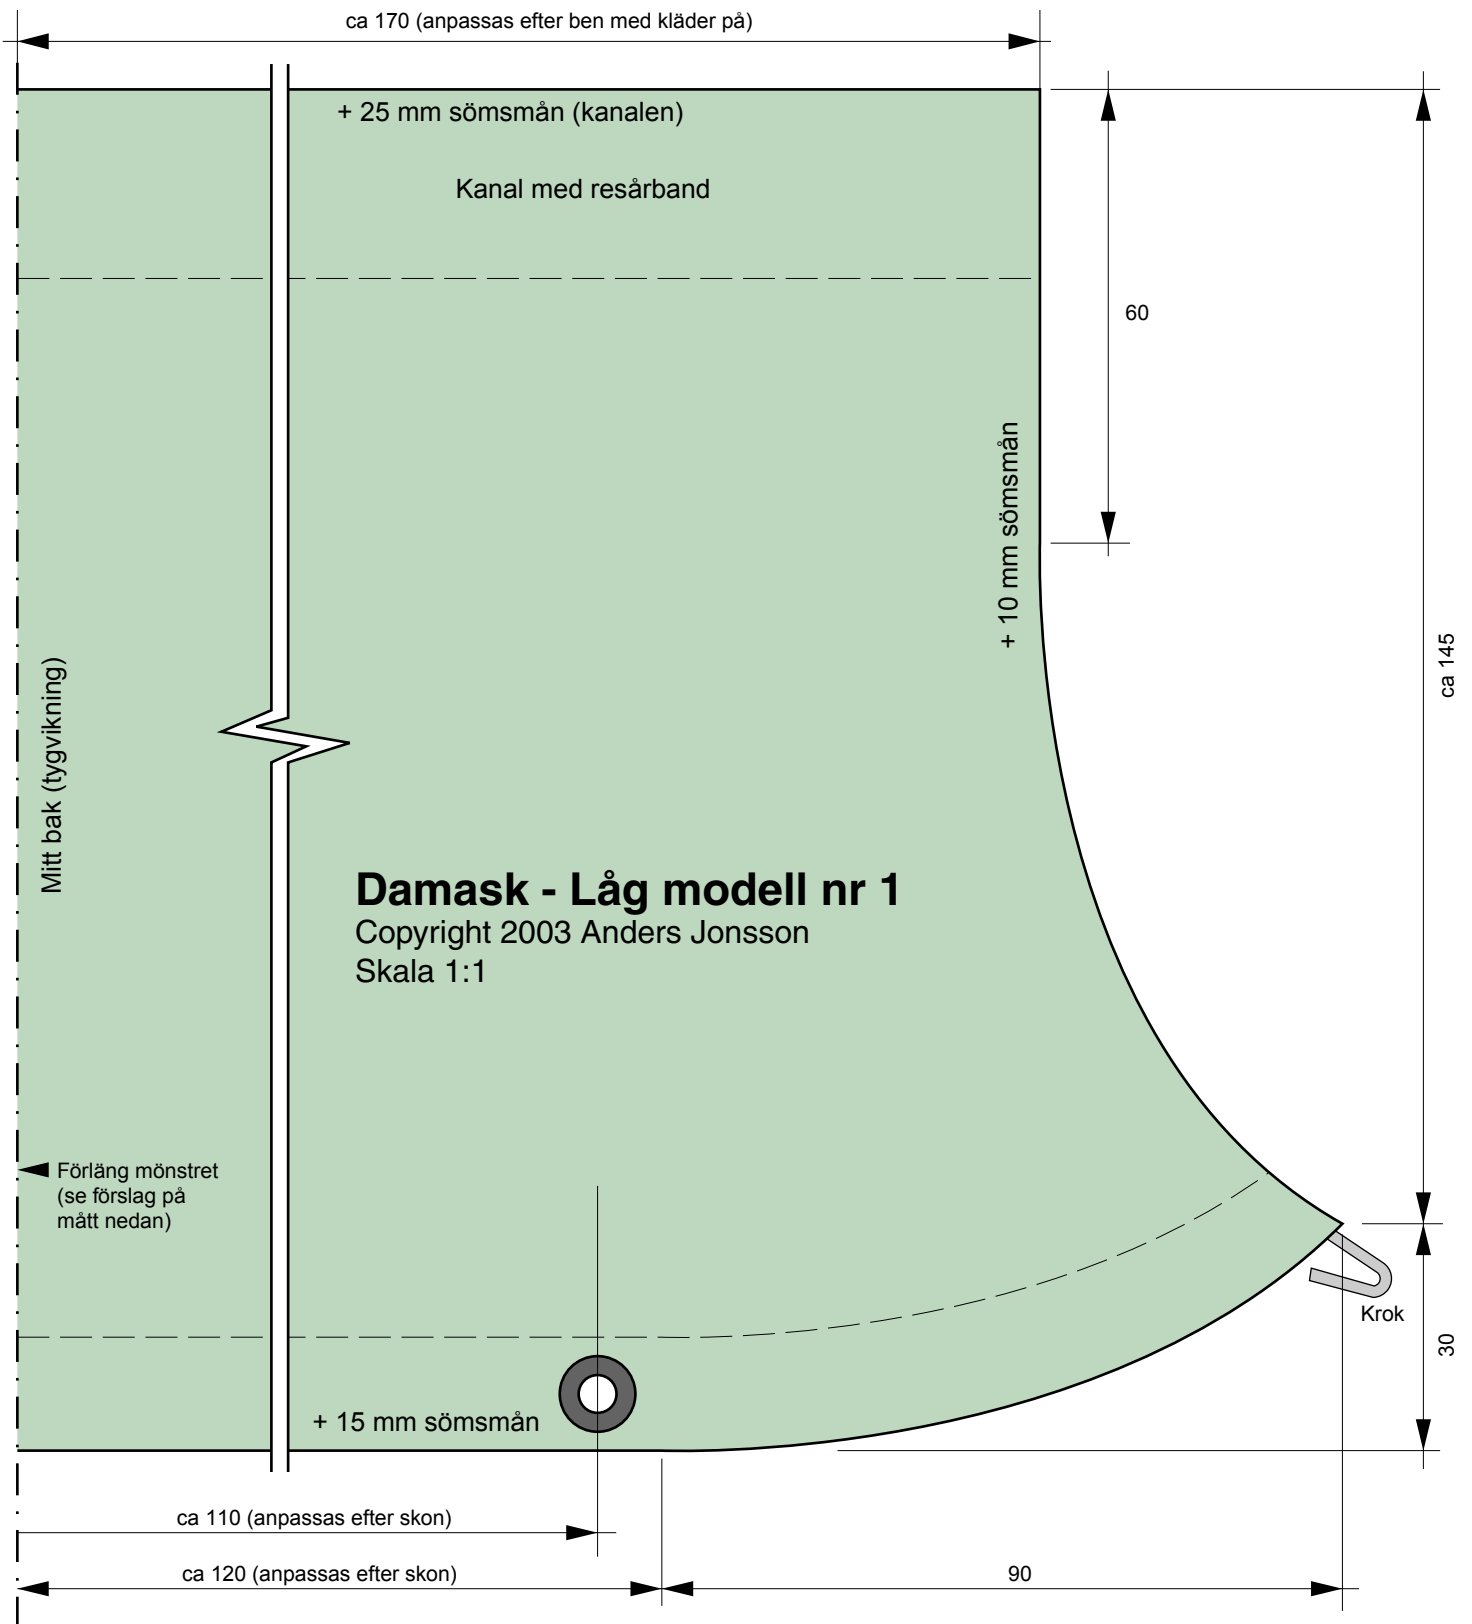 ca 170 (anpassas efter ben med kläder på)
+ 25 mm sömsmån (kanalen)
Kanal med resårband
60
+ 10 mm sömsmån
ca 145
Mitt bak (tygvikning)
Damask - Låg modell nr 1
Copyright 2003 Anders Jonsson
Skala 1:1
Förläng mönstret
(se förslag på
mått nedan)
Krok
30
+ 15 mm sömsmån
ca 110 (anpassas efter skon)
ca 120 (anpassas efter skon)
90